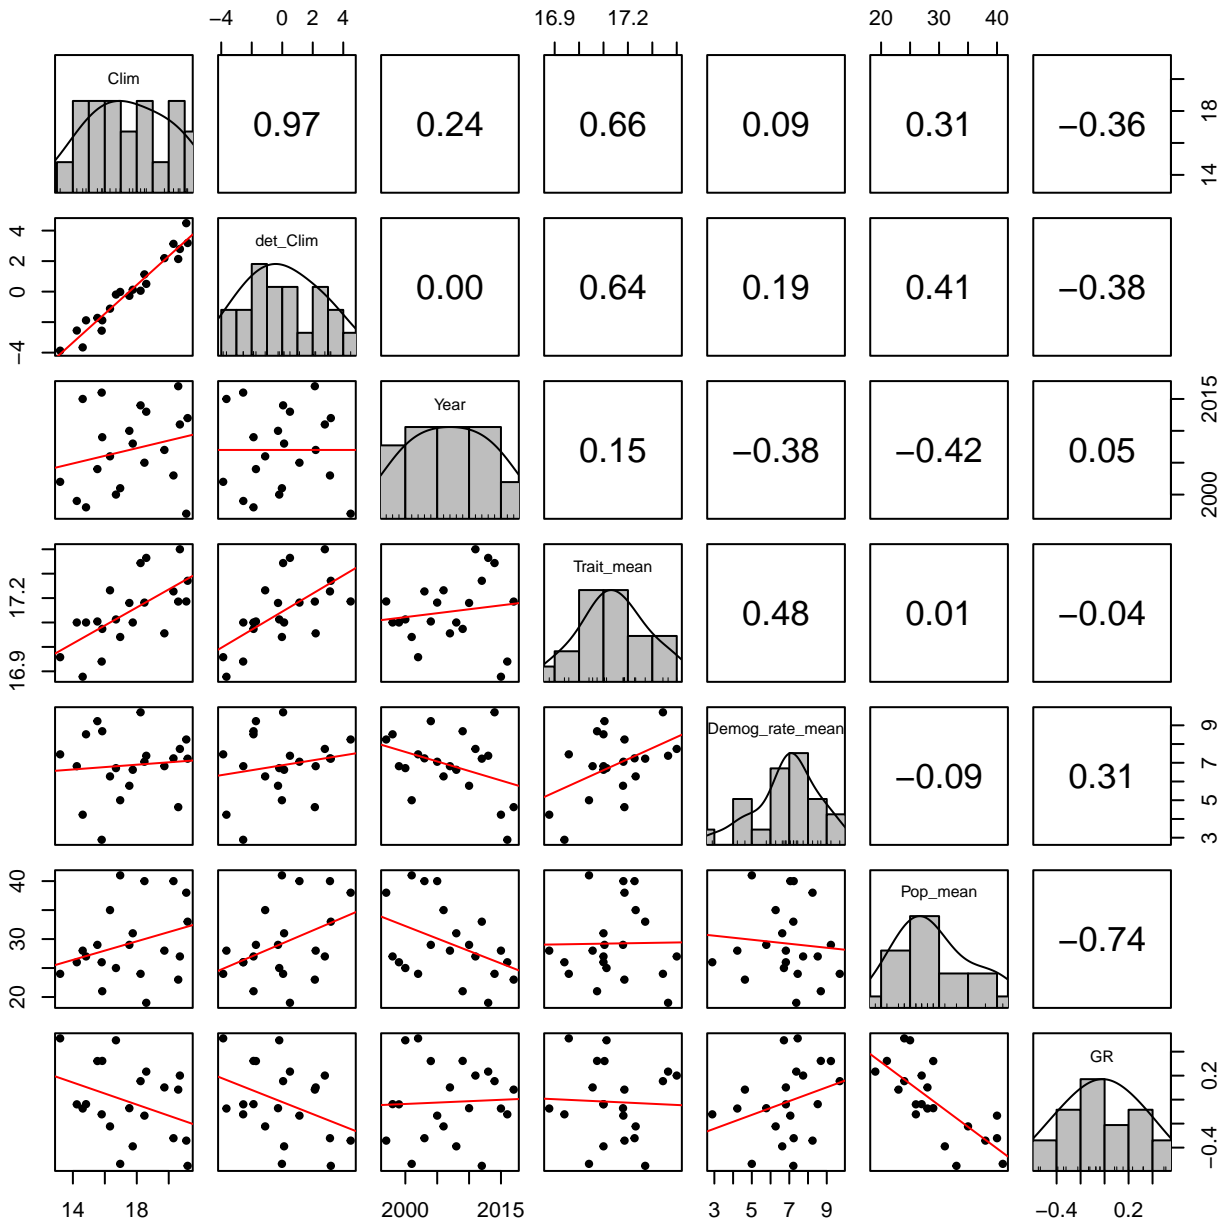 −4 0 2 4 16.9 17.2 20 30 40
Clim 0.97 0.24 0.66 0.09 0.31 −0.36 14 18
−4 0 2 4 det_Clim 0.00 0.64 0.19 0.41 −0.38
Year 0.15 −0.38 −0.42 0.05 2000 2015
16.9 17.2 Trait_mean 0.48 0.01 −0.04
Demog_rate_mean −0.09 0.31 3 5 7 9
20 30 40 Pop_mean −0.74
GR −0.4 0.2
14 18 2000 2015 3 5 7 9 −0.4 0.2